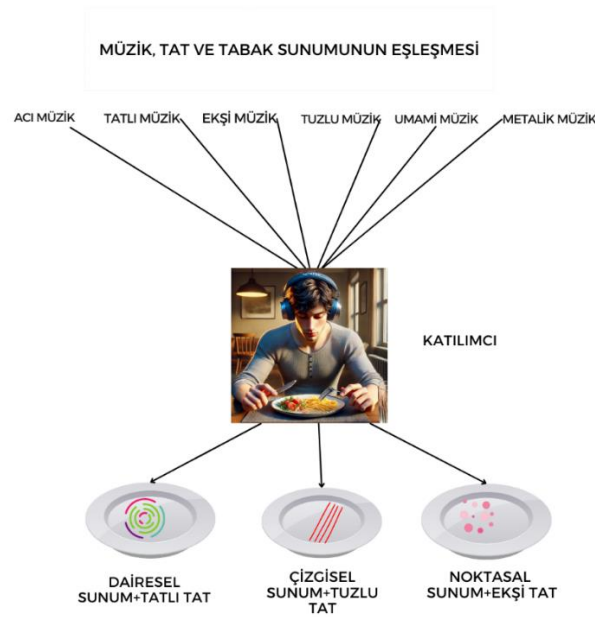 MÜZİK, TAT VE TABAK SUNUMUNUN EŞLEŞMESİ
ACI MÜZİK TATLI MÜZİK EKŞİ MÜZİK TUZLU MÜZİK UMAMİ MÜZİK METALİK MÜZİK
KATILIMCI
DAİRESEL
SUNUM+TATLI TAT
ÇİZGİSEL
SUNUM+TUZLU
TAT
NOKTASAL
SUNUM+EKŞİ TAT